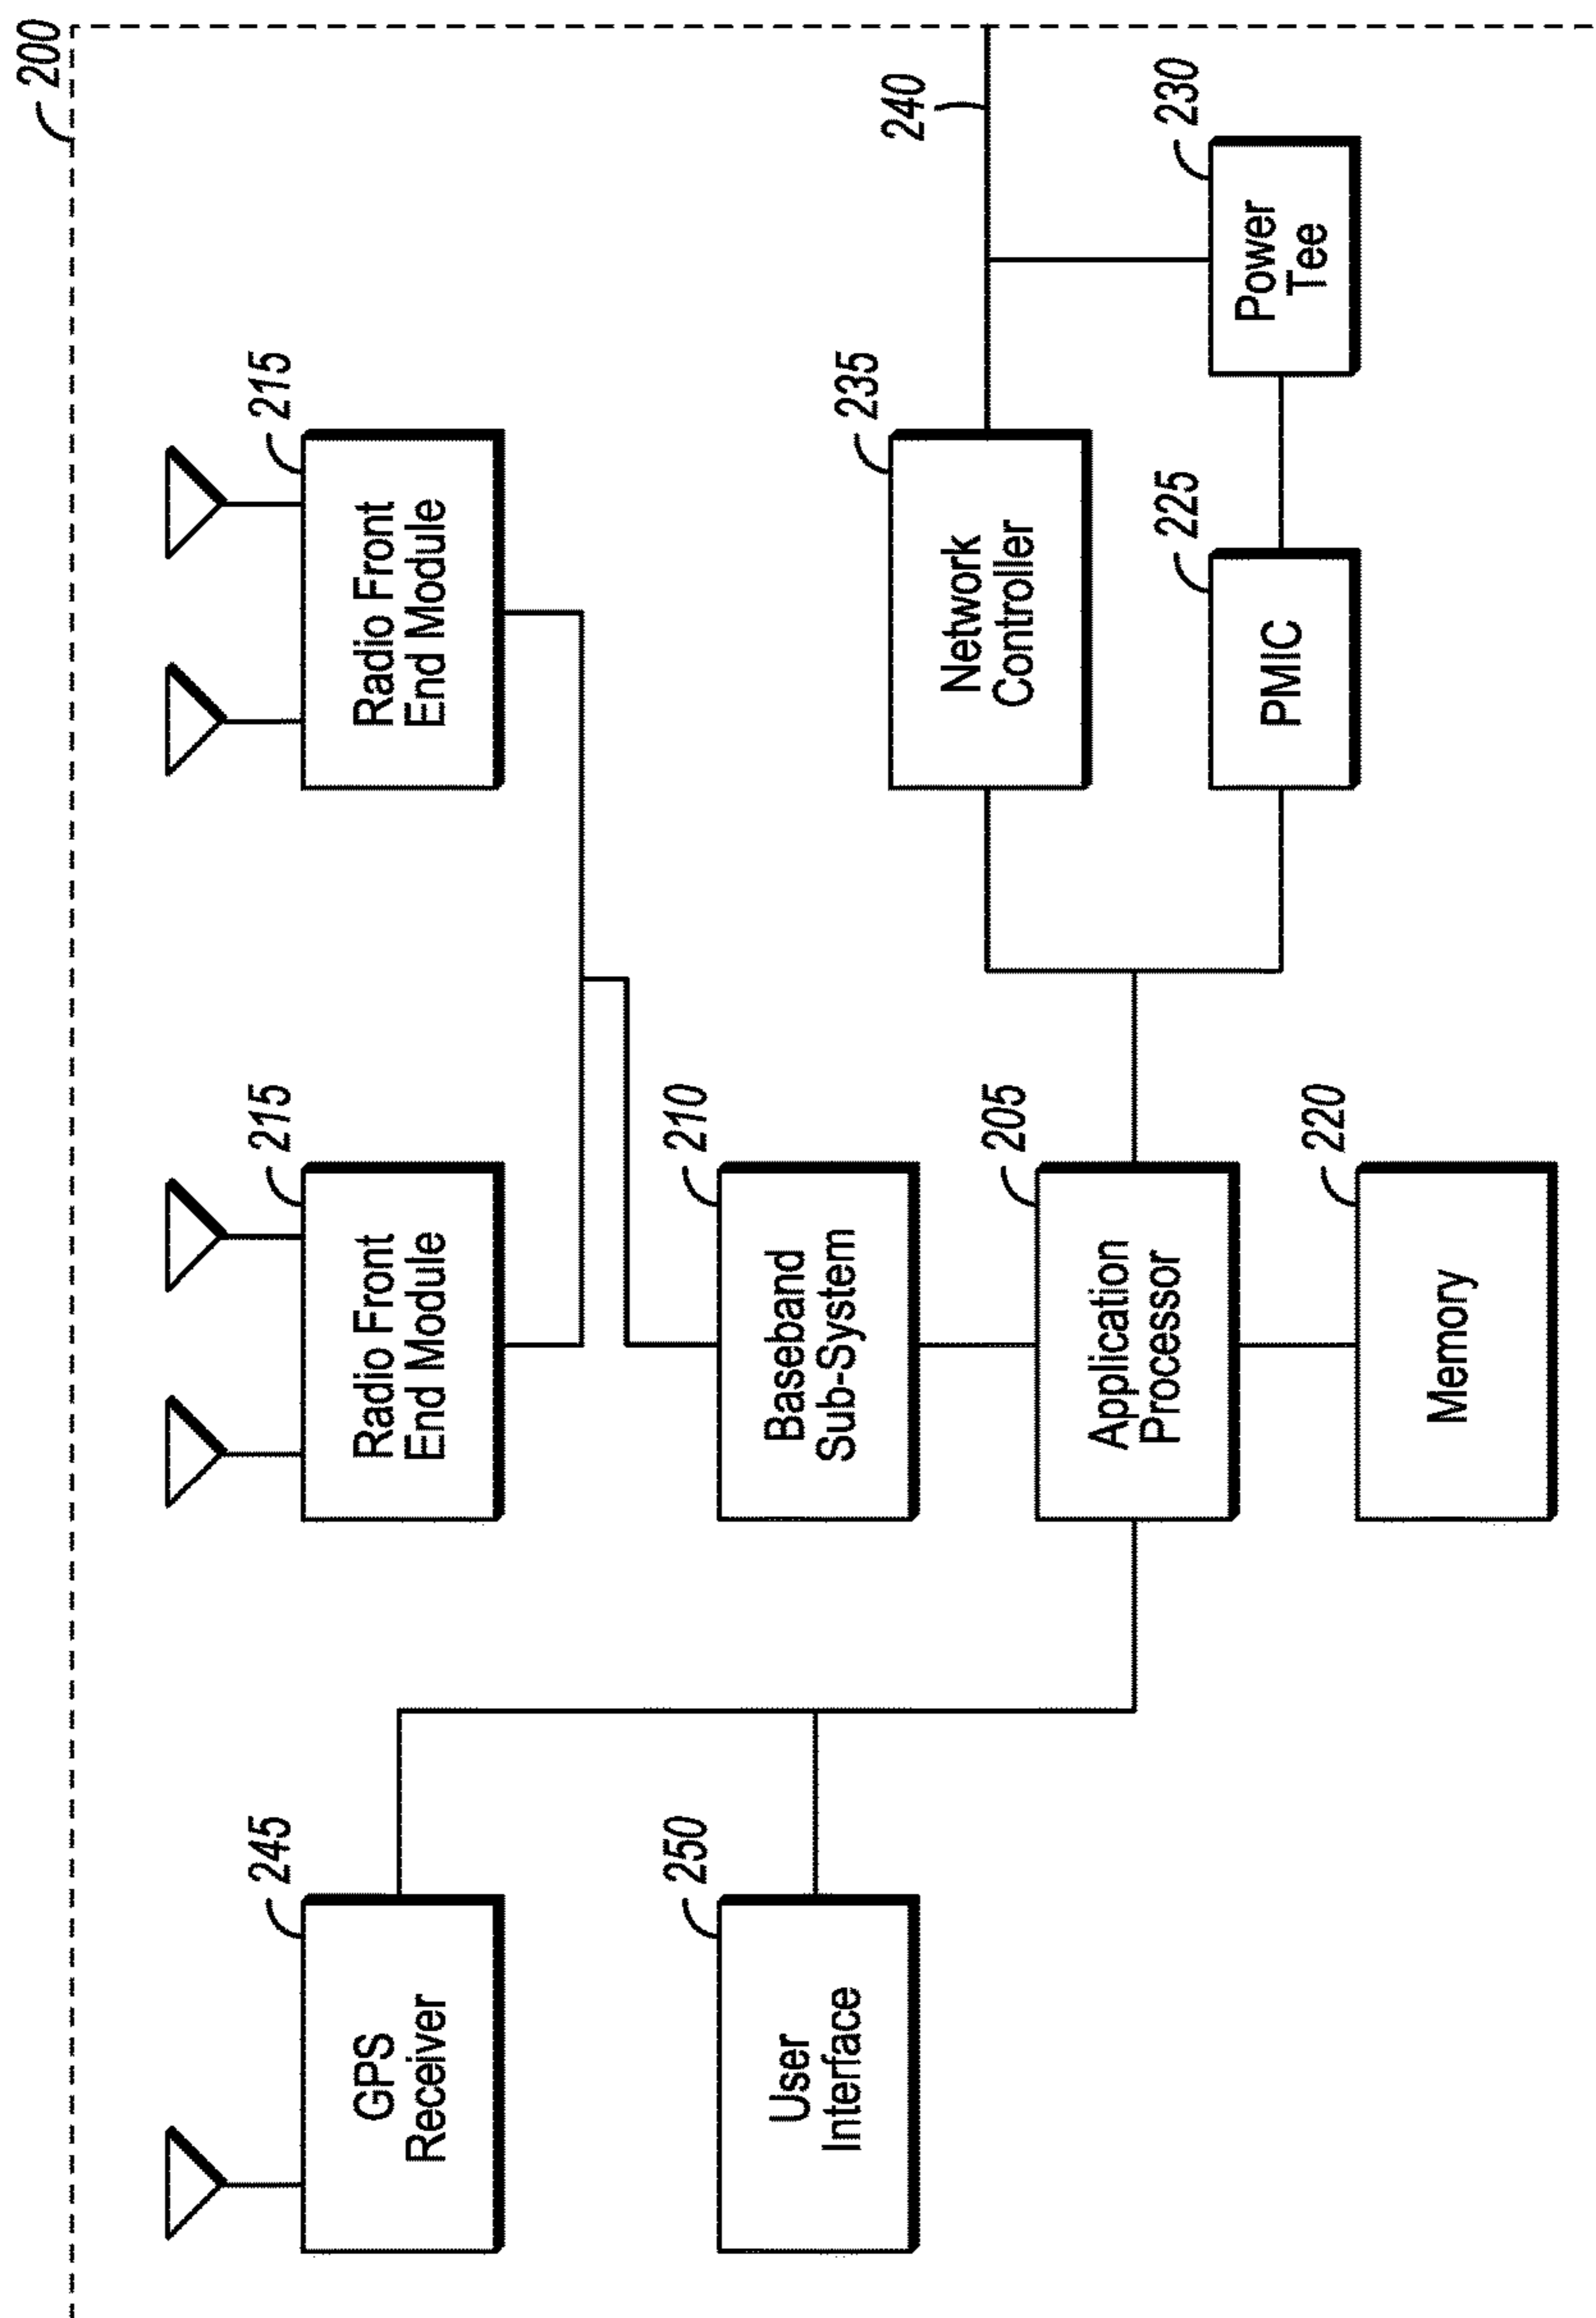 200
215
Radio Front
End Module
215
Radio Front
End Module
245
GPS
Receiver
210
Baseband
Sub-System
250
User
Interface
240
235
Network
Controller
205
Application
Processor
230
Power
Tee
225
PMIC
220
Memory